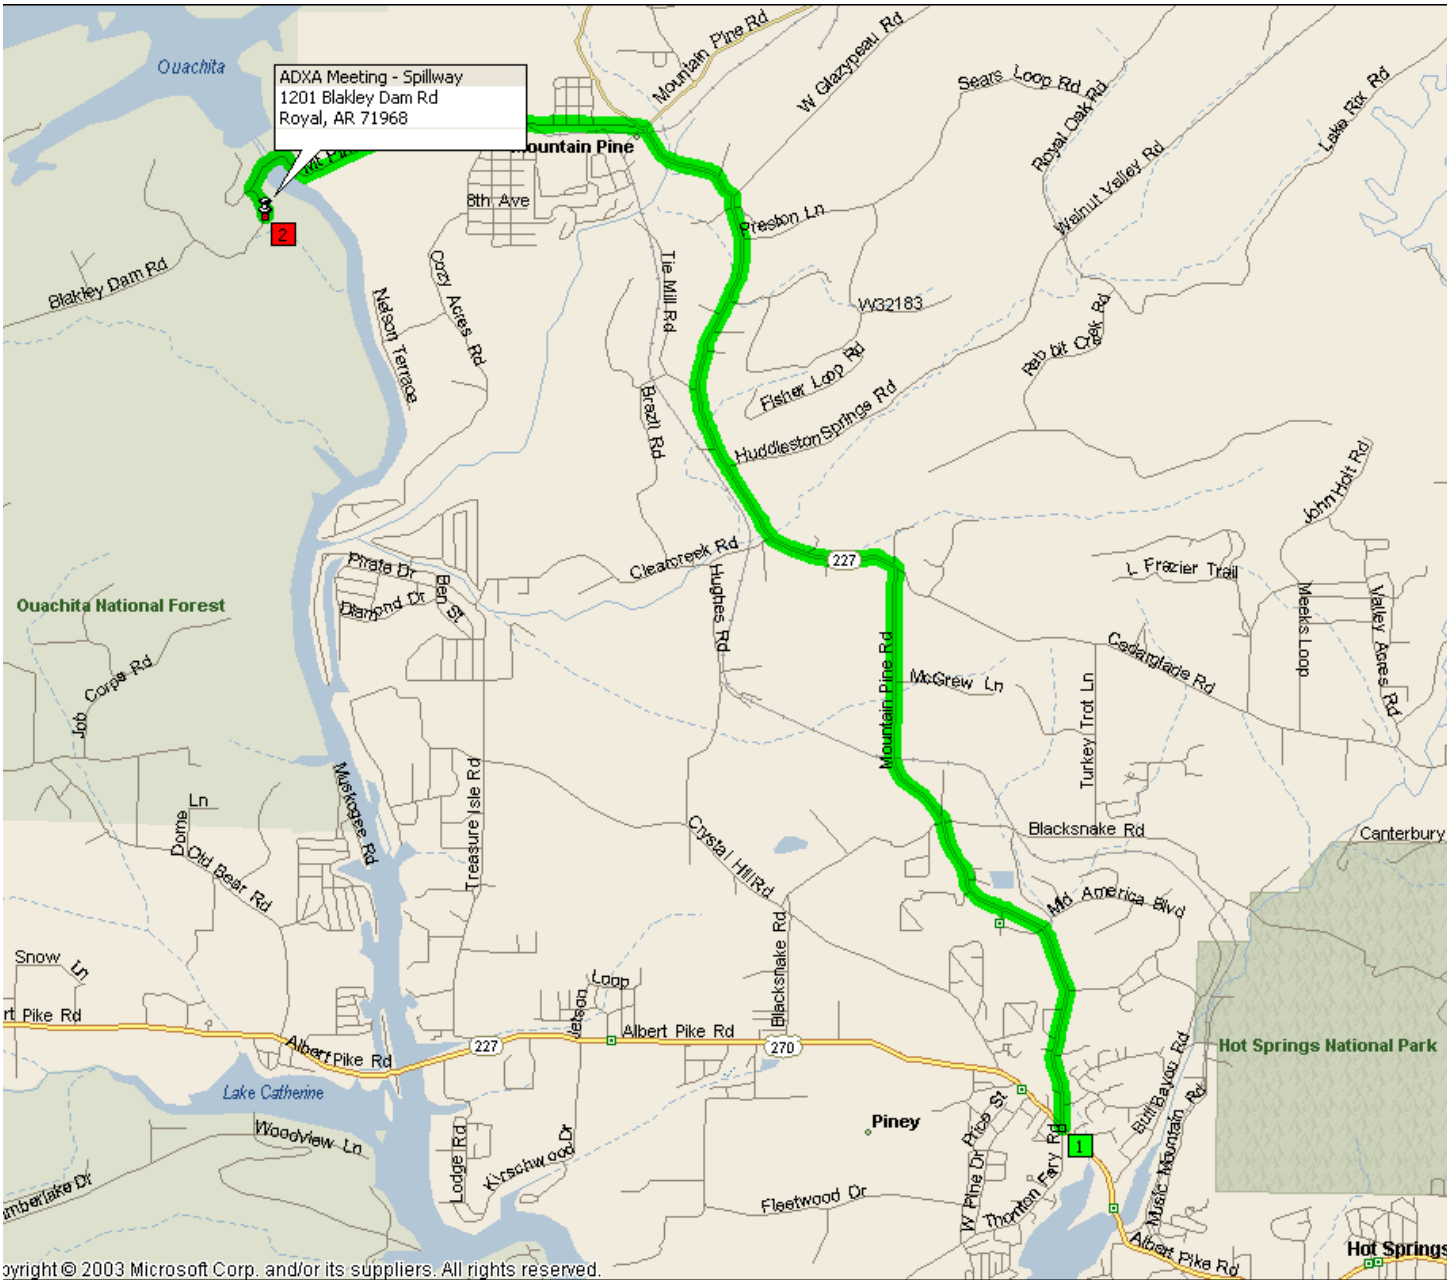 Mountain Pine Rd
W Glazypeau Rd
Ouachita
ADXA Meeting - Spillway
1201 Blakley Dam Rd
Royal, AR 71968
Sears Loop Rd
Royal Oak Rd
Lake Rix Rd
Mt Pine
Mountain Pine
Walnut Valley Rd
8th Ave
Preston Ln
2
Blakley Dam Rd
Cozy Acres Rd
Tie Mill Rd
W32183
Nelson Terrace
Rabbit Creek Rd
Fisher Loop Rd
Brazil Rd
Huddleston Springs Rd
John Holt Rd
Clearcreek Rd
227
Pirate Dr
Ben St
L Frazier Trail
Hughes Rd
Diamond Dr
Ouachita National Forest
Meeks Loop
Valley Acres Rd
Job Corps Rd
Mountain Pine Rd
McGrew Ln
Cedarglade Rd
Turkey Trot Ln
Muskogee Rd
Treasure Isle Rd
Dome Ln
Old Bear Rd
Crystal Hill Rd
Blacksnake Rd
Canterbury
Mid America Blvd
Blacksnake Rd
Snow Ln
Jetson Loop
rt Pike Rd
Albert Pike Rd
227
Albert Pike Rd
270
Hot Springs National Park
Lake Catherine
Price St
Bull Bayou Rd
Music Mountain Rd
Piney
1
Woodview Ln
Lodge Rd
Kirschwood Dr
W Pine Dr
Thornton Fery Rd
mberlake Dr
Fleetwood Dr
Albert Pike Rd
Hot Springs
pyright © 2003 Microsoft Corp. and/or its suppliers. All rights reserved.